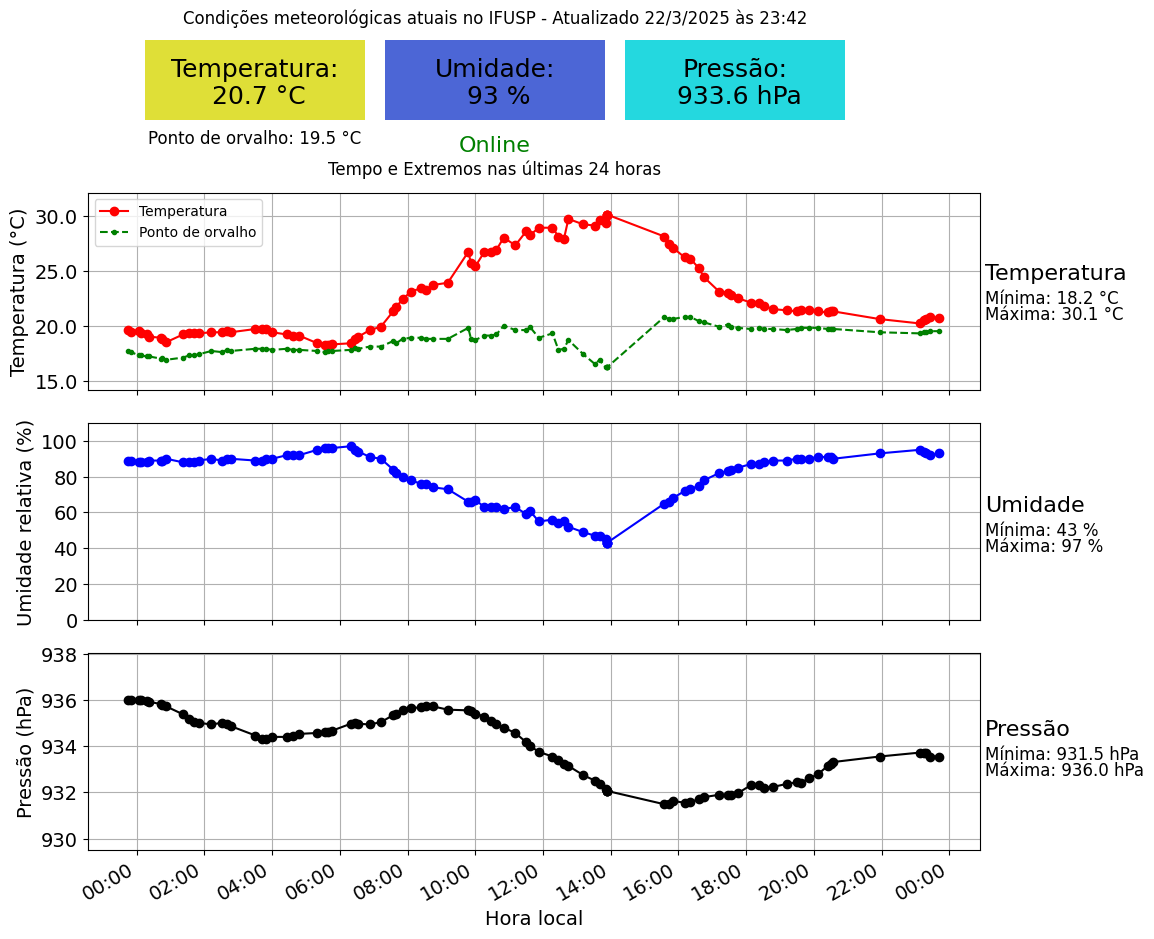 Condições meteorológicas atuais no IFUSP - Atualizado 22/3/2025 às 23:42
Temperatura:
20.7 °C
Umidade:
93 %
Pressão:
933.6 hPa
Ponto de orvalho: 19.5 °C
Online
Tempo e Extremos nas últimas 24 horas
Temperatura (°C)
30.0
25.0
20.0
15.0
Temperatura
Ponto de orvalho
Temperatura
Mínima: 18.2 °C
Máxima: 30.1 °C
Umidade relativa (%)
100
80
60
40
20
0
Umidade
Mínima: 43 %
Máxima: 97 %
Pressão (hPa)
938
936
934
932
930
Pressão
Mínima: 931.5 hPa
Máxima: 936.0 hPa
00:00 02:00 04:00 06:00 08:00 10:00 12:00 14:00 16:00 18:00 20:00 22:00 00:00
Hora local